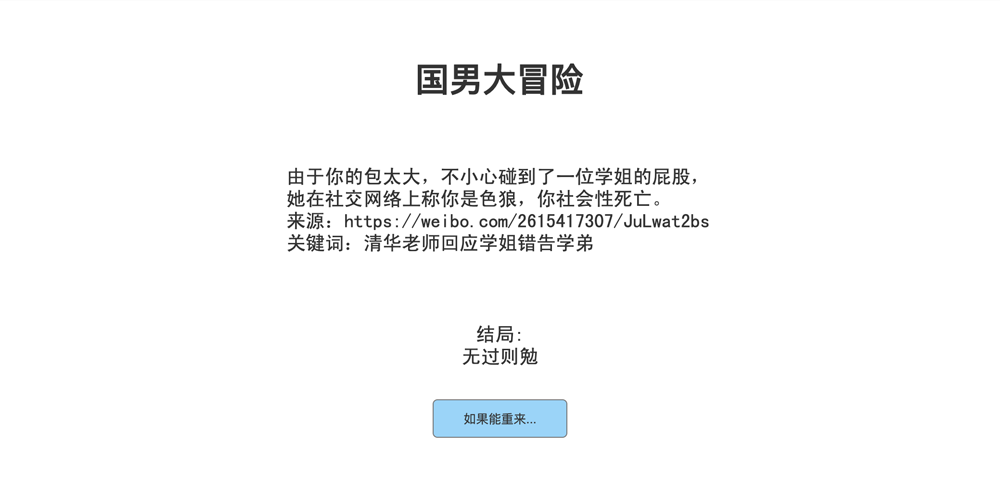 国男大冒险
由于你的包太大，不小心碰到了一位学姐的屁股，
她在社交网络上称你是色狼，你社会性死亡。
来源：https://weibo.com/2615417307/JuLwat2bs
关键词：清华老师回应学姐错告学弟
结局:
无过则勉
如果能重来...